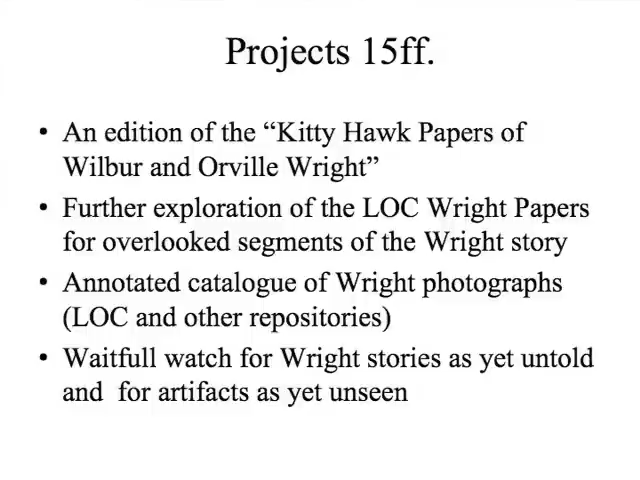 Projects 15ff.
• An edition of the “Kitty Hawk Papers of
Wilbur and Orville Wright”
• Further exploration of the LOC Wright Papers
for overlooked segments of the Wright story
• Annotated catalogue of Wright photographs
(LOC and other repositories)
• Waitfull watch for Wright stories as yet untold
and  for artifacts as yet unseen